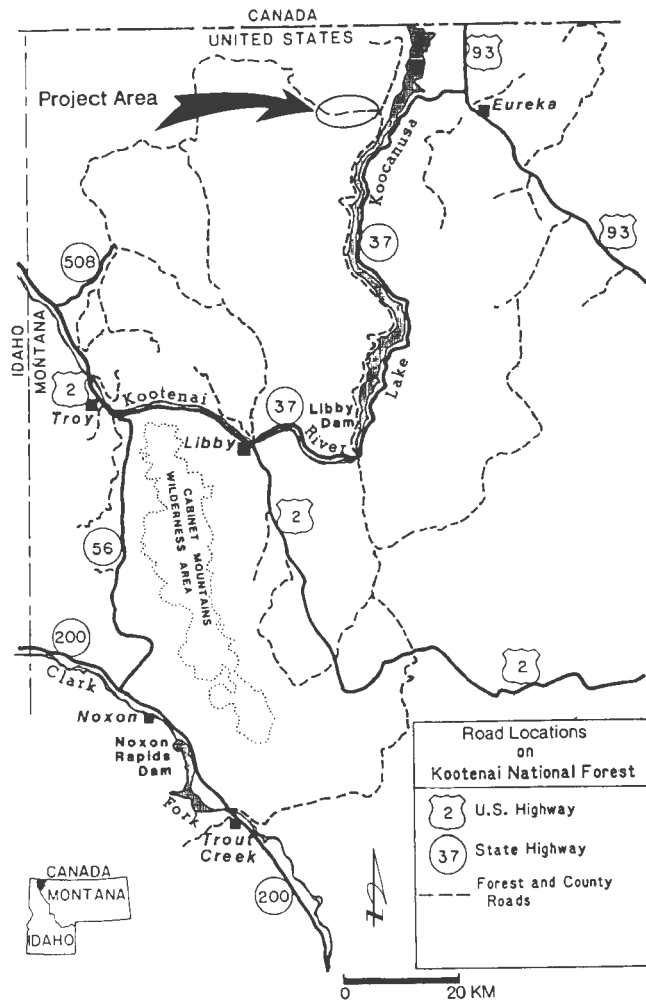 CANADA
UNITED STATES
93
Project Area
Eureka
Koocanusa
37
93
508
IDAHO
MONTANA
2
Troy
Kootenai
37
Libby
Dam
Lake
Libby
River
CABINET MOUNTAINS
WILDERNESS AREA
2
56
200
Clark
2
Noxon
Noxon
Rapids
Dam
Fork
Trout
Creek
200
Road Locations
on
Kootenai National Forest
2 U.S. Highway
37 State Highway
Forest and County
Roads
CANADA
MONTANA
IDAHO
0 20 KM